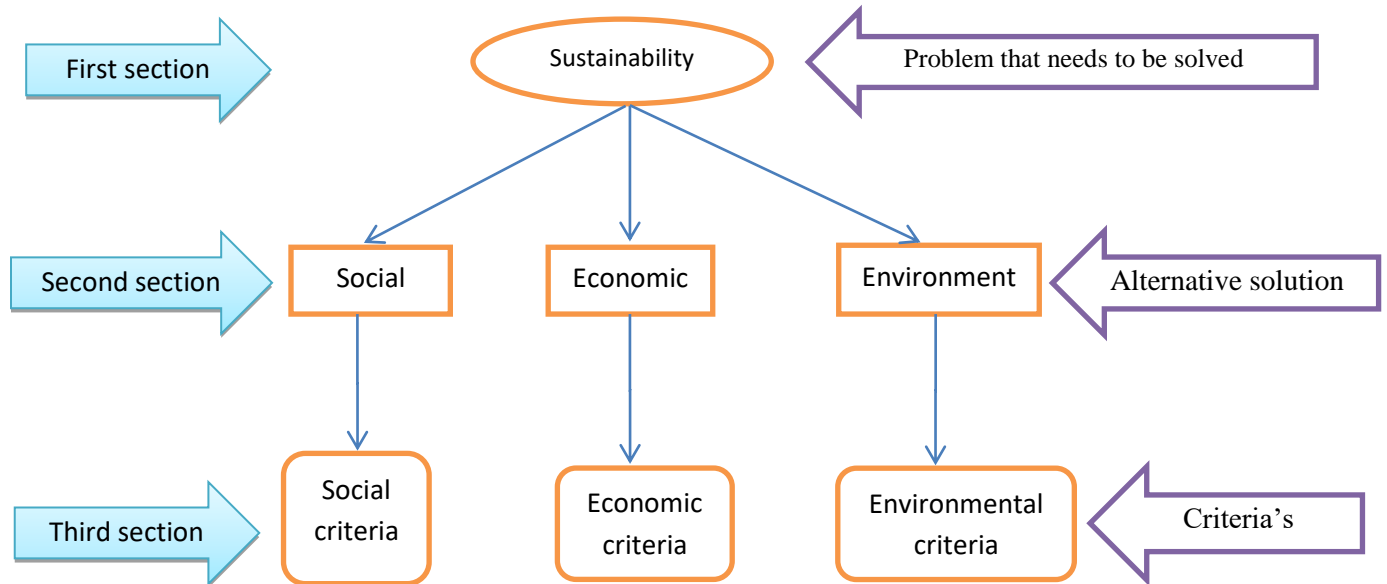 First section
Sustainability
Problem that needs to be solved
Second section
Social
Economic
Environment
Alternative solution
Third section
Social
criteria
Economic
criteria
Environmental
criteria
Criteria’s